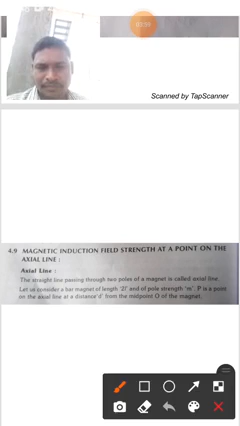 03:59
Scanned by TapScanner
4.9 MAGNETIC INDUCTION FIELD STRENGTH AT A POINT ON THE
AXIAL LINE :
Axial Line :
The straight line passing through two poles of a magnet is called axial line.
Let us consider a bar magnet of length '2l' and of pole strength 'm'. P is a point
on the axial line at a distance 'd' from the midpoint O of the magnet.